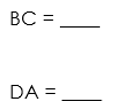 BC = ____
DA = ____